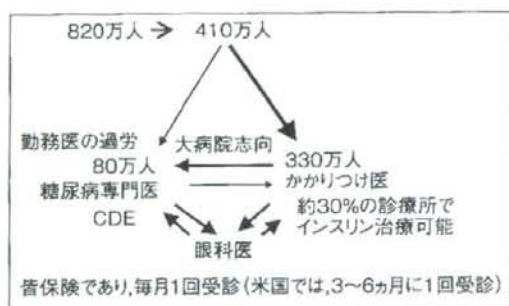 820万人→ 410万人
勤務医の過労 大病院志向
80万人 330万人
糖尿病専門医 かかりつけ医
CDE 約30%の診療所で
インスリン治療可能
眼科医
皆保険であり,毎月1回受診(米国では,3~6ヵ月に1回受診)